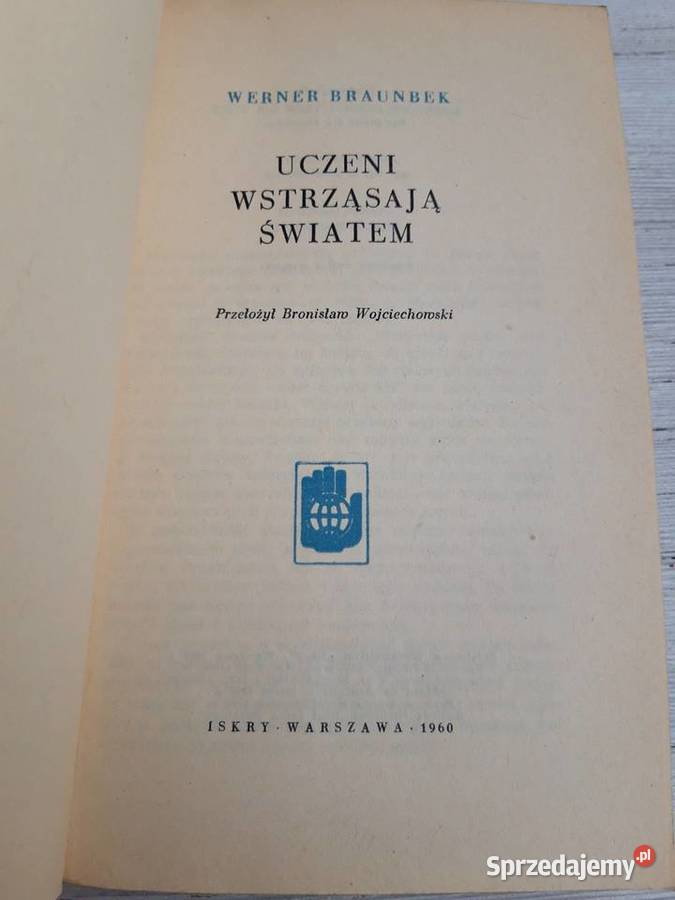 WERNER BRAUNBEK
UCZENI
WSTRZĄSAJĄ
ŚWIATEM
Przełożył Bronisław Wojciechowski
ISKRY · WARSZAWA · 1960
Sprzedajemy.pl